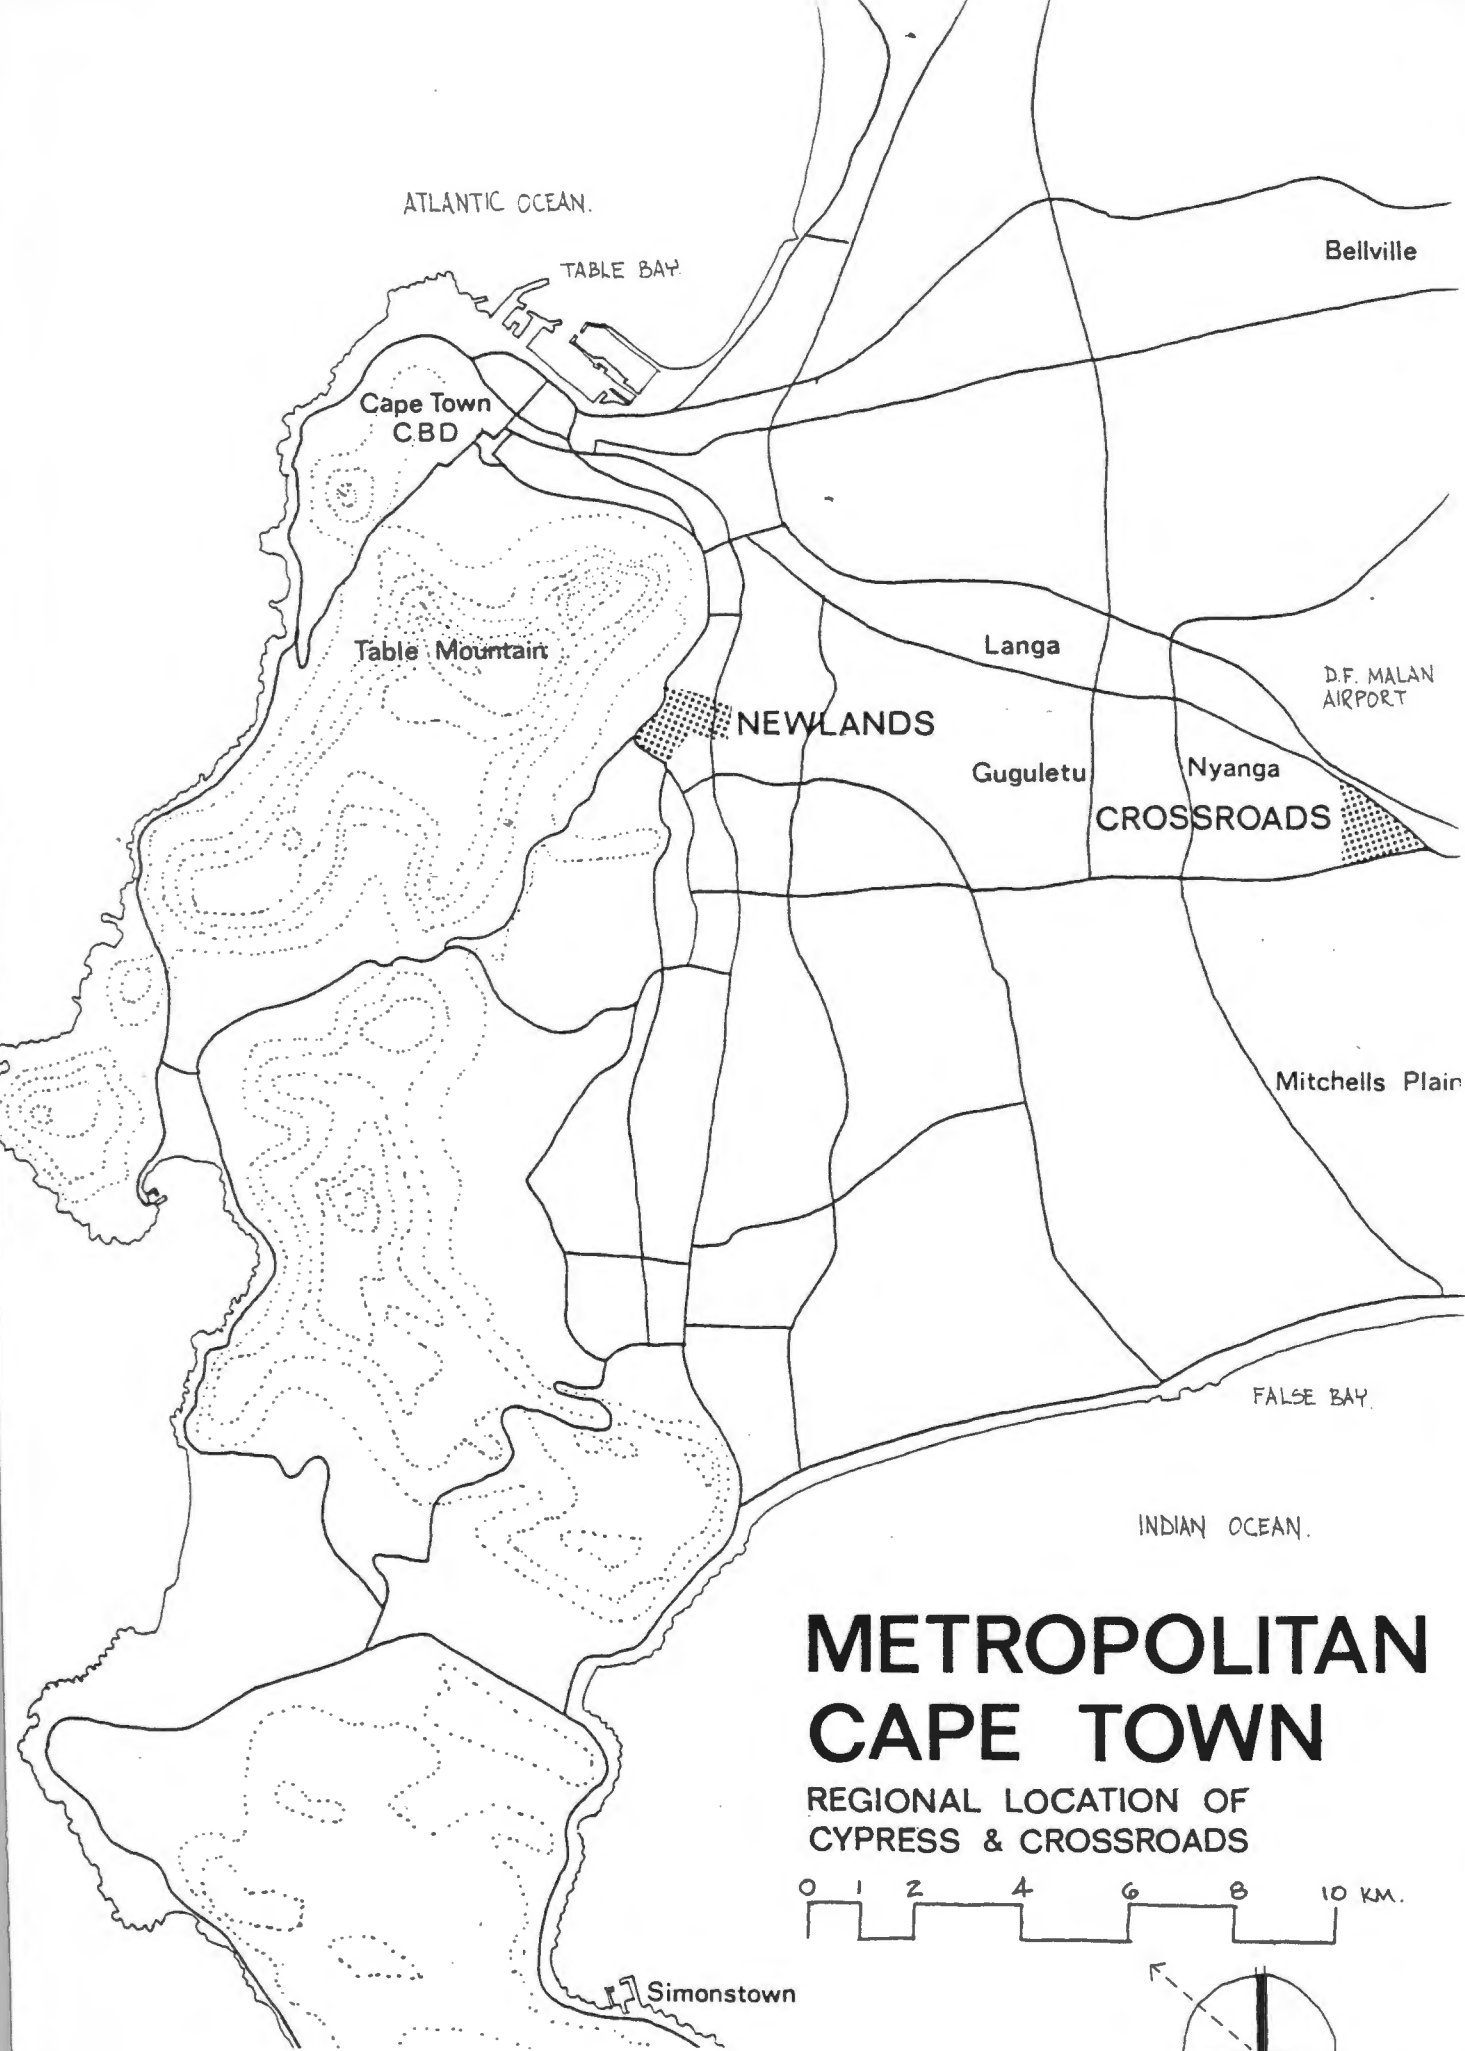 ATLANTIC OCEAN.
TABLE BAY.
Bellville
Cape Town
C.B.D
Table Mountain
Langa
D.F. MALAN
AIRPORT
NEWLANDS
Guguletu
Nyanga
CROSSROADS
Mitchells Plain
FALSE BAY.
INDIAN OCEAN.
METROPOLITAN
CAPE TOWN
REGIONAL LOCATION OF
CYPRESS & CROSSROADS
0 1 2 4 6 8 10 KM.
Simonstown